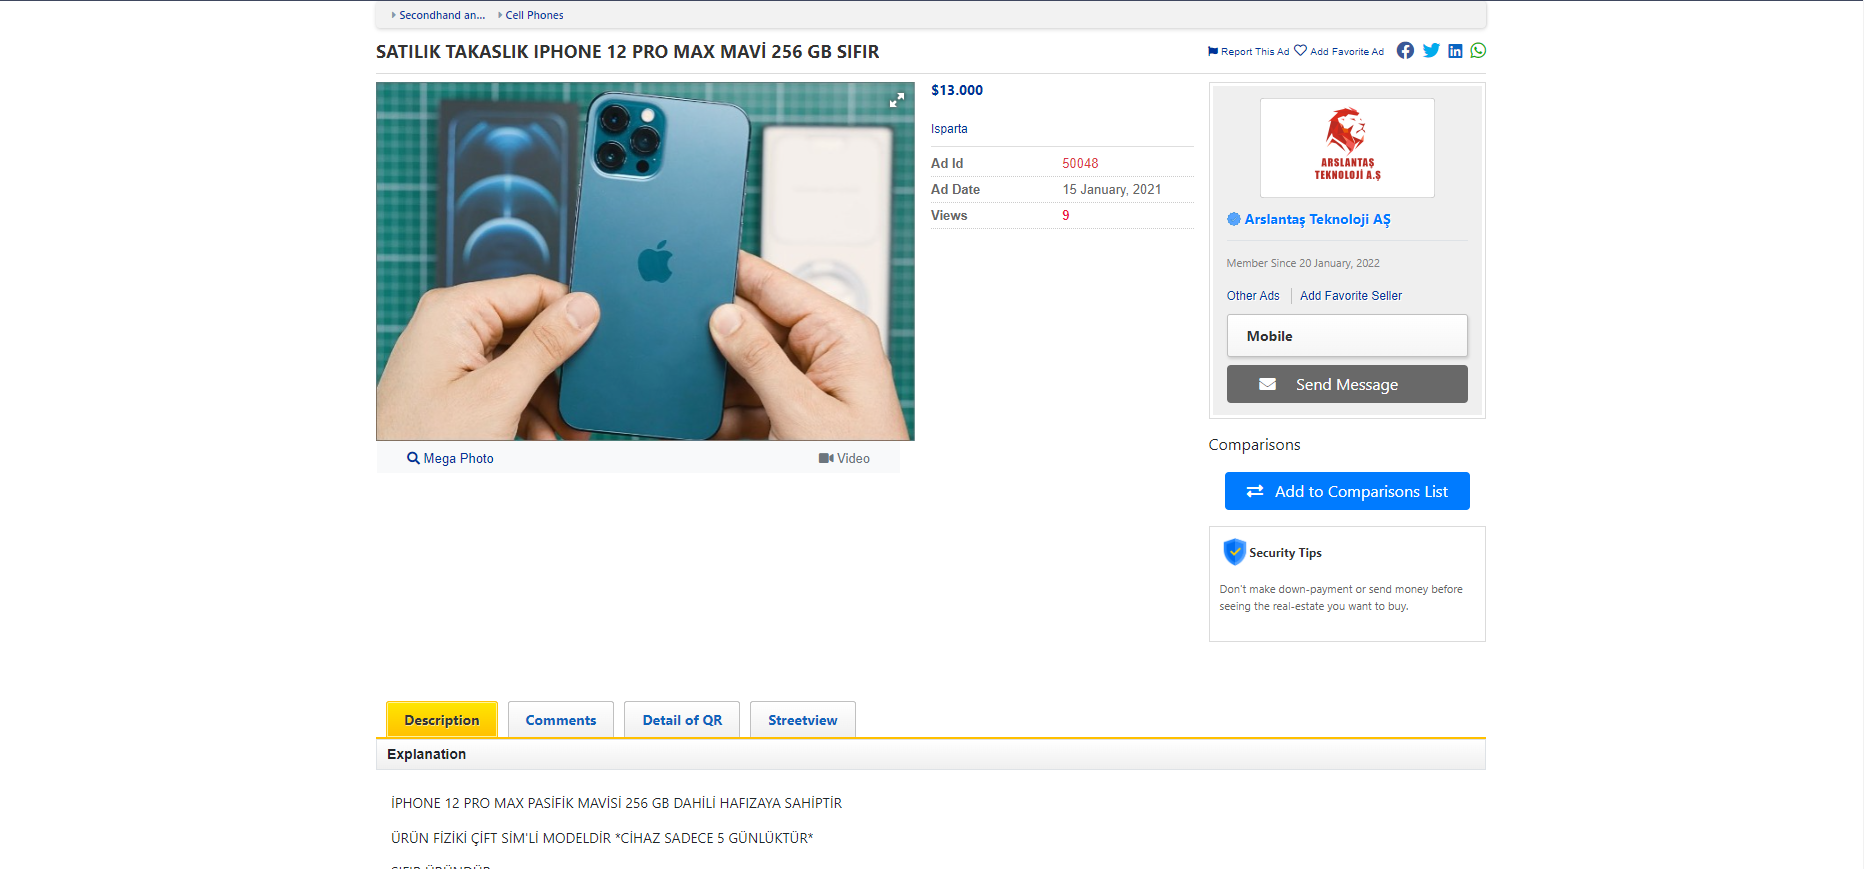 Secondhand an... Cell Phones
SATILIK TAKASLIK IPHONE 12 PRO MAX MAVİ 256 GB SIFIR
Report This Ad Add Favorite Ad
$13.000
Isparta
Ad Id 50048
Ad Date 15 January, 2021
Views 9
Mega Photo Video
ARSLANTAŞ
TEKNOLOJİ A.Ş
Arslantaş Teknoloji AŞ
Member Since 20 January, 2022
Other Ads Add Favorite Seller
Mobile
Send Message
Comparisons
Add to Comparisons List
Security Tips
Don't make down-payment or send money before
seeing the real-estate you want to buy.
Description Comments Detail of QR Streetview
Explanation
İPHONE 12 PRO MAX PASİFİK MAVİSİ 256 GB DAHİLİ HAFIZAYA SAHİPTİR
ÜRÜN FİZİKİ ÇİFT SİM'Lİ MODELDİR *CİHAZ SADECE 5 GÜNLÜKTÜR*
SIFIR ÜRÜNDÜR